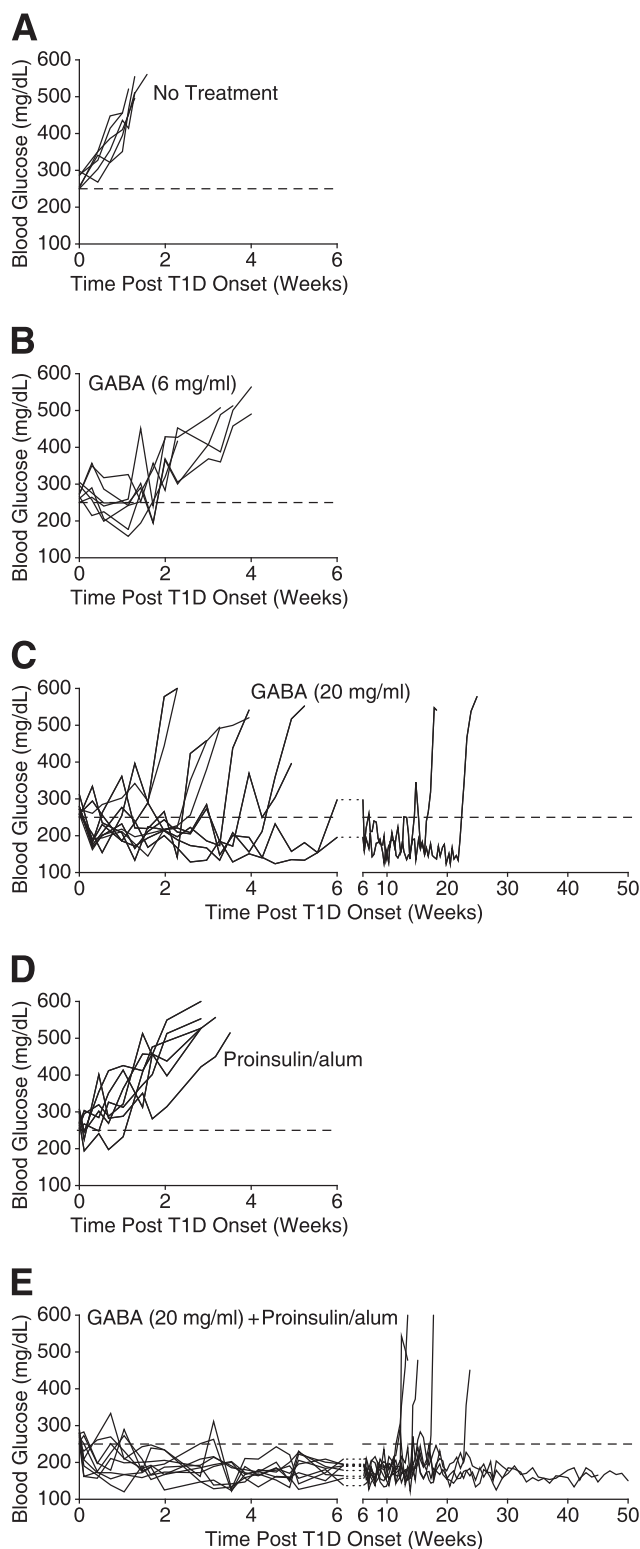 A
Blood Glucose (mg/dL)
600
500
400
300
200
100
No Treatment
0 2 4 6
Time Post T1D Onset (Weeks)
B
Blood Glucose (mg/dL)
600
500
400
300
200
100
GABA (6 mg/ml)
0 2 4 6
Time Post T1D Onset (Weeks)
C
Blood Glucose (mg/dL)
600
500
400
300
200
100
GABA (20 mg/ml)
0 2 4 6 6 10 20 30 40 50
Time Post T1D Onset (Weeks)
D
Blood Glucose (mg/dL)
600
500
400
300
200
100
Proinsulin/alum
0 2 4 6
Time Post T1D Onset (Weeks)
E
Blood Glucose (mg/dL)
600
500
400
300
200
100
GABA (20 mg/ml) +Proinsulin/alum
0 2 4 6 6 10 20 30 40 50
Time Post T1D Onset (Weeks)